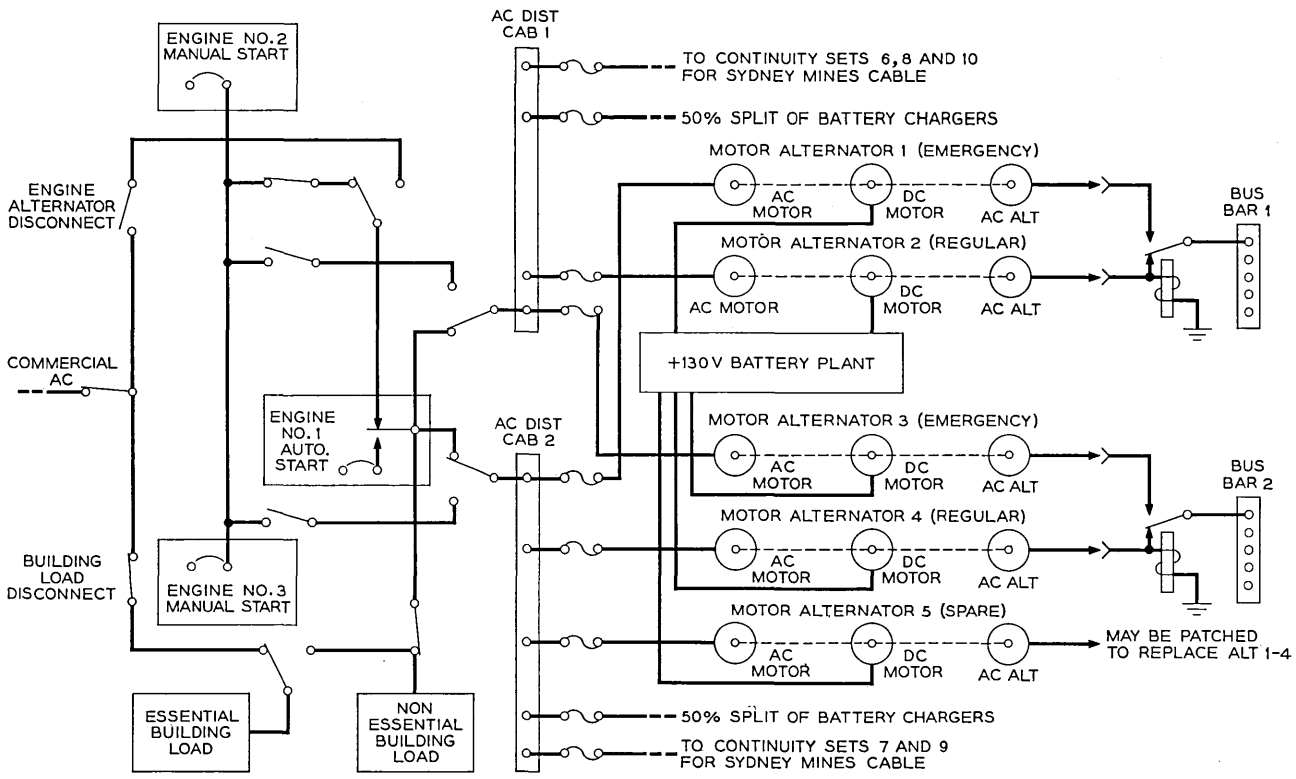 ENGINE NO.2
MANUAL START
ENGINE
ALTERNATOR
DISCONNECT
COMMERCIAL
AC
ENGINE
NO.1
AUTO.
START
BUILDING
LOAD
DISCONNECT
ENGINE NO.3
MANUAL START
ESSENTIAL
BUILDING
LOAD
NON
ESSENTIAL
BUILDING
LOAD
AC DIST
CAB 1
AC DIST
CAB 2
TO CONTINUITY SETS 6,8 AND 10
FOR SYDNEY MINES CABLE
50% SPLIT OF BATTERY CHARGERS
MOTOR ALTERNATOR 1 (EMERGENCY)
AC
MOTOR
DC
MOTOR
AC ALT
MOTOR ALTERNATOR 2 (REGULAR)
AC MOTOR
DC
MOTOR
AC ALT
BUS
BAR 1
+130V BATTERY PLANT
MOTOR ALTERNATOR 3 (EMERGENCY)
AC
MOTOR
DC
MOTOR
AC ALT
MOTOR ALTERNATOR 4 (REGULAR)
AC
MOTOR
DC
MOTOR
AC ALT
BUS
BAR 2
MOTOR ALTERNATOR 5 (SPARE)
AC
MOTOR
DC
MOTOR
AC ALT
MAY BE PATCHED
TO REPLACE ALT 1-4
50% SPLIT OF BATTERY CHARGERS
TO CONTINUITY SETS 7 AND 9
FOR SYDNEY MINES CABLE